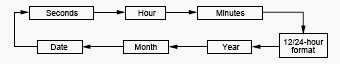 Seconds Hour Minutes
12/24-hour
format
Date Month Year